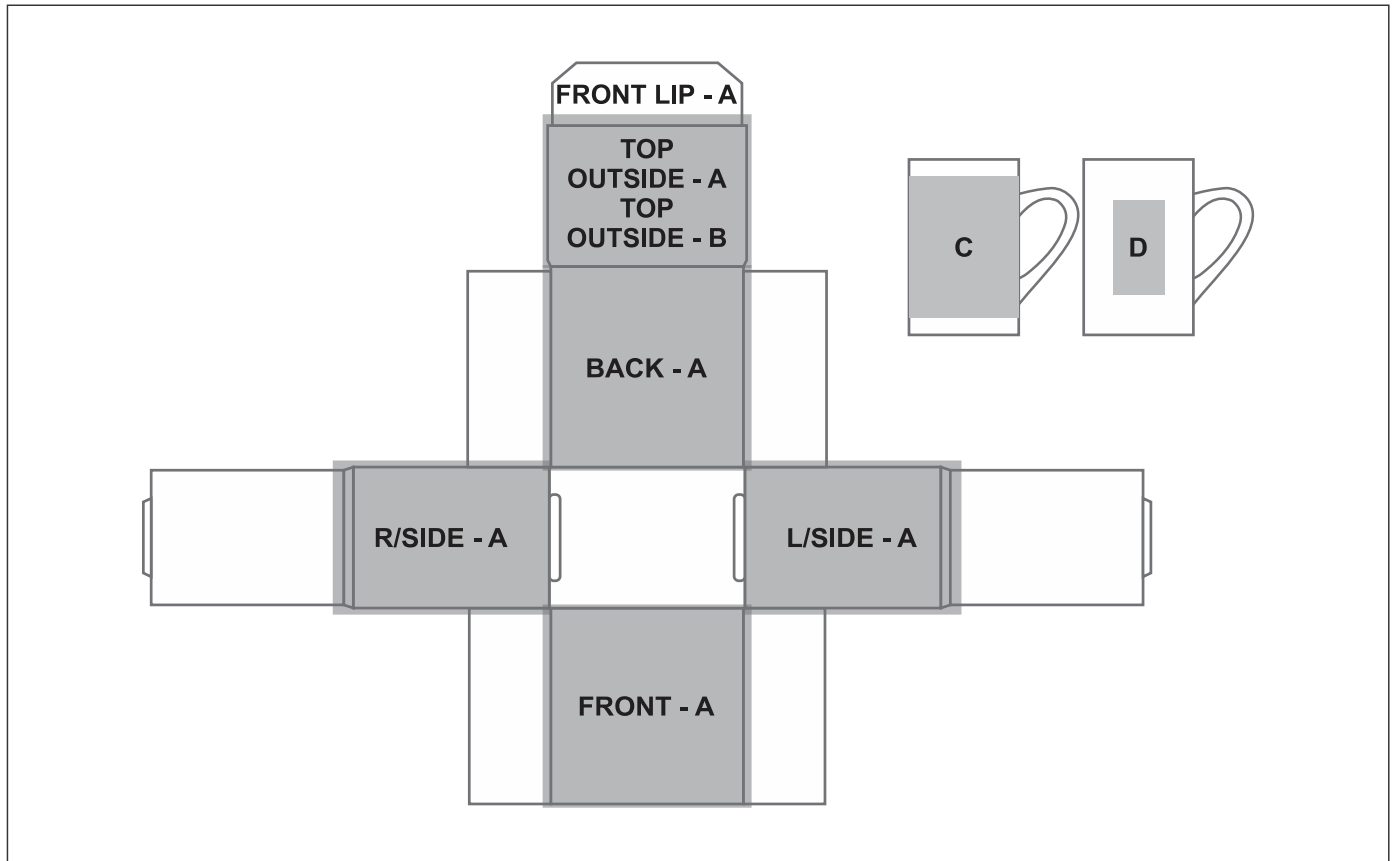 FRONT LIP - A
TOP
OUTSIDE - A
TOP
OUTSIDE - B
C
D
BACK - A
R/SIDE - A
L/SIDE - A
FRONT - A